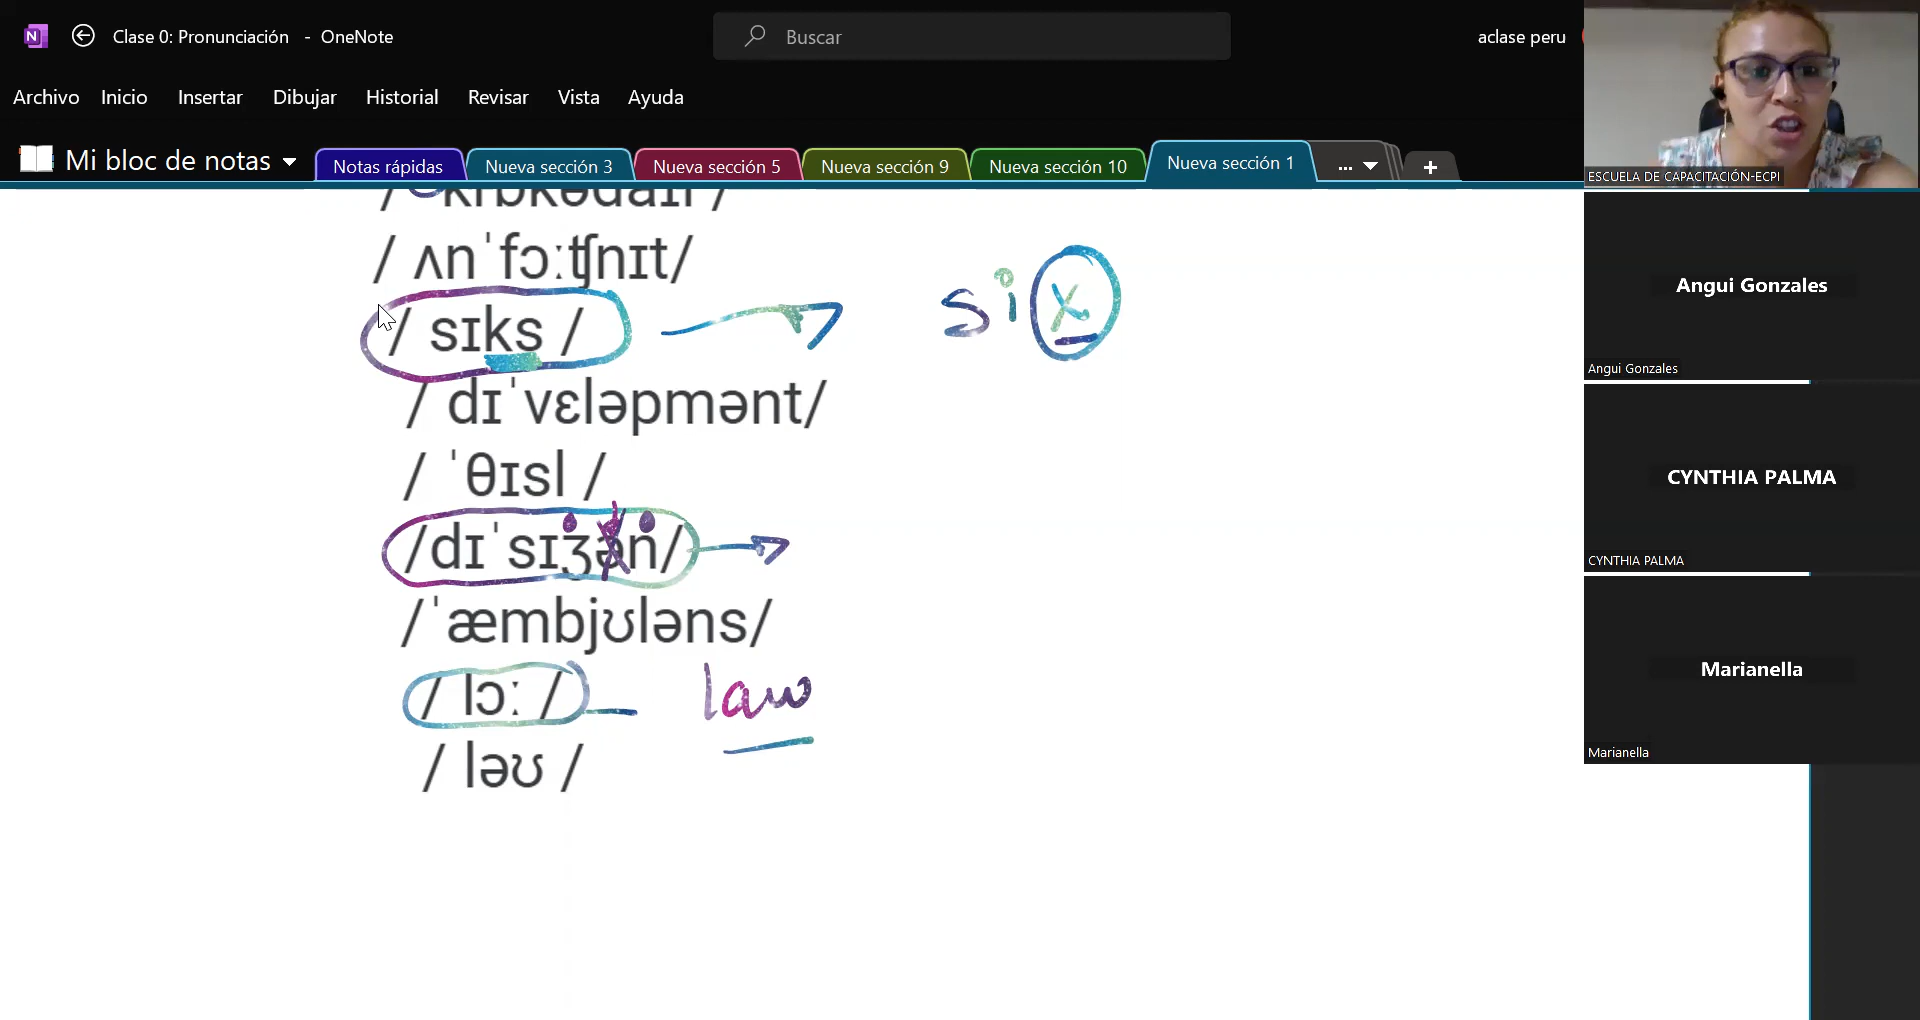 Clase 0: Pronunciación - OneNote
Buscar
aclase peru
Archivo Inicio Insertar Dibujar Historial Revisar Vista Ayuda
Mi bloc de notas
Notas rápidas Nueva sección 3 Nueva sección 5 Nueva sección 9 Nueva sección 10 Nueva sección 1 ... +
ESCUELA DE CAPACITACIÓN-ECPI
/ ʌnˈfɔːʧnɪt/
/ sɪks / six
/ dɪˈvɛləpmənt/
/ ˈθɪsl /
/dɪˈsɪʒən/
/ˈæmbjʊləns/
/ lɔː / law
/ ləʊ /
Angui Gonzales
Angui Gonzales
CYNTHIA PALMA
CYNTHIA PALMA
Marianella
Marianella